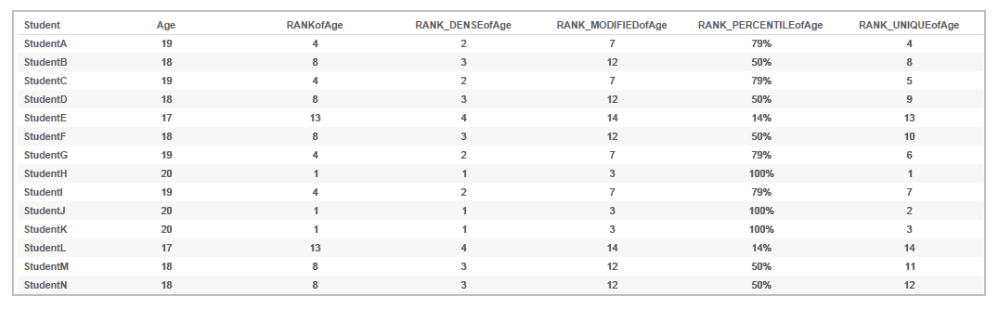 Student Age RANKofAge RANK_DENSEofAge RANK_MODIFIEDofAge RANK_PERCENTILEofAge RANK_UNIQUEofAge
StudentA 19 4 2 7 79% 4
StudentB 18 8 3 12 50% 8
StudentC 19 4 2 7 79% 5
StudentD 18 8 3 12 50% 9
StudentE 17 13 4 14 14% 13
StudentF 18 8 3 12 50% 10
StudentG 19 4 2 7 79% 6
StudentH 20 1 1 3 100% 1
StudentI 19 4 2 7 79% 7
StudentJ 20 1 1 3 100% 2
StudentK 20 1 1 3 100% 3
StudentL 17 13 4 14 14% 14
StudentM 18 8 3 12 50% 11
StudentN 18 8 3 12 50% 12